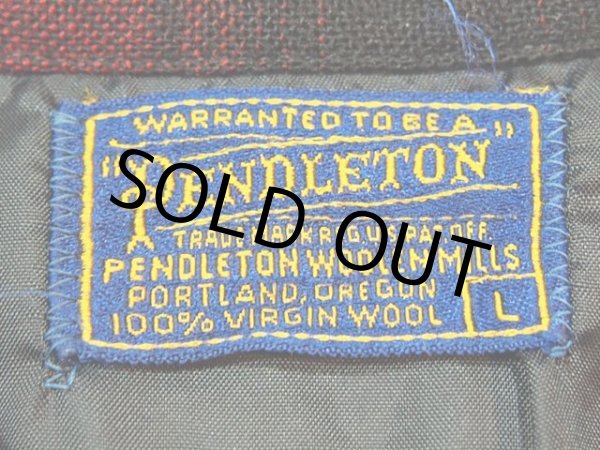 WARRANTED TO BE A
"PENDLETON"
SOLD OUT
TRADE MARK REG. U.S. PAT. OFF.
PENDLETON WOOLEN MILLS
PORTLAND, OREGON
100% VIRGIN WOOL
L